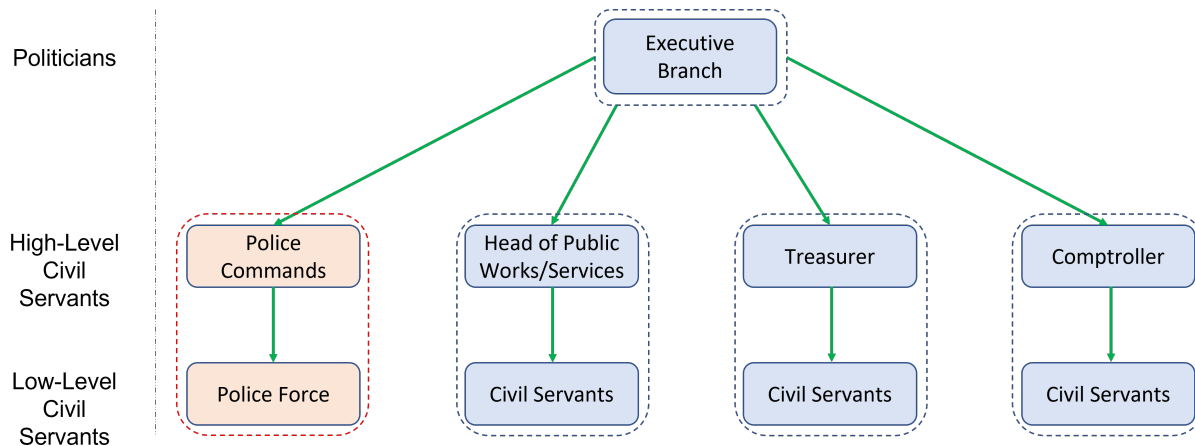 Politicians
Executive
Branch
High-Level
Civil
Servants
Police
Commands
Head of Public
Works/Services
Treasurer
Comptroller
Low-Level
Civil
Servants
Police Force
Civil Servants
Civil Servants
Civil Servants